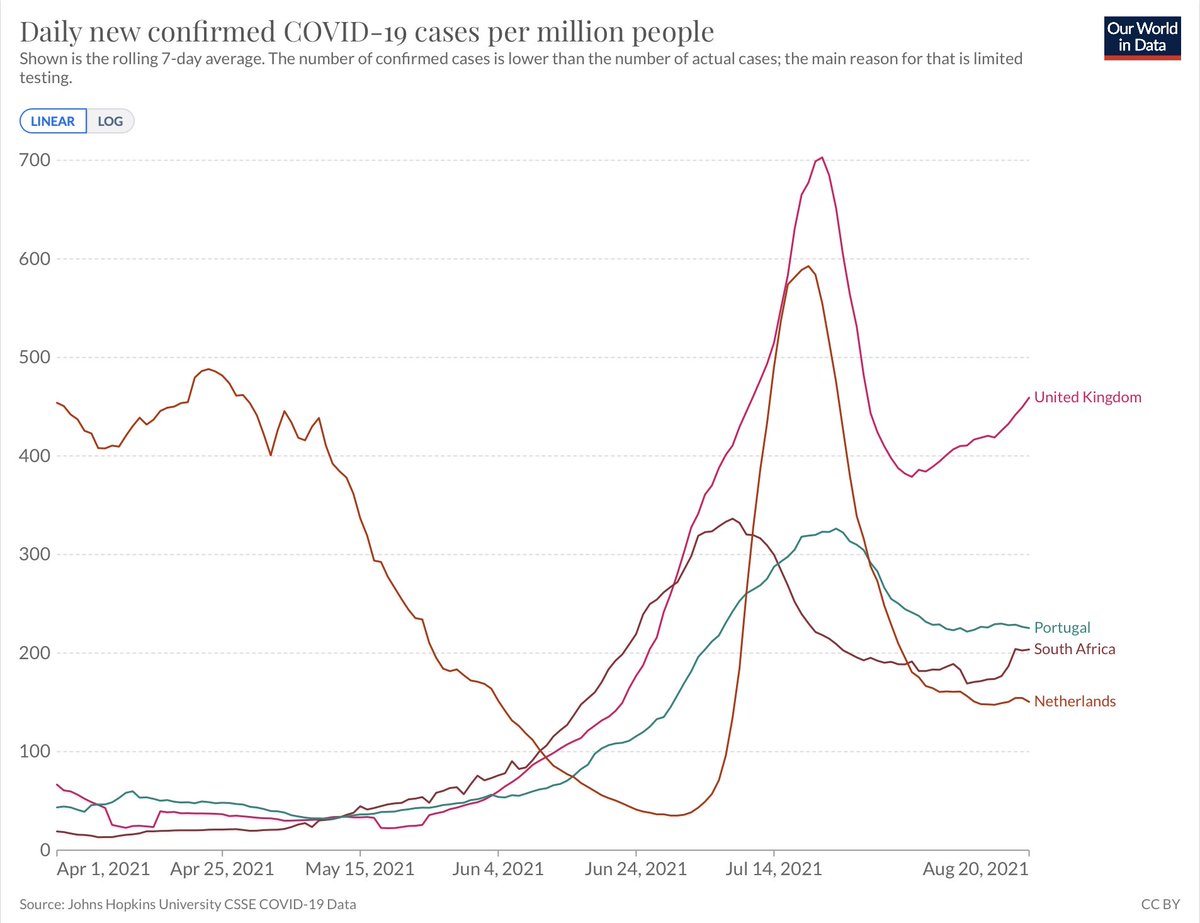 Daily new confirmed COVID-19 cases per million people
Our World
in Data
Shown is the rolling 7-day average. The number of confirmed cases is lower than the number of actual cases; the main reason for that is limited
testing.
LINEAR LOG
700
600
500
United Kingdom
400
300
Portugal
200
South Africa
Netherlands
100
0
Apr 1, 2021 Apr 25, 2021 May 15, 2021 Jun 4, 2021 Jun 24, 2021 Jul 14, 2021 Aug 20, 2021
Source: Johns Hopkins University CSSE COVID-19 Data CC BY